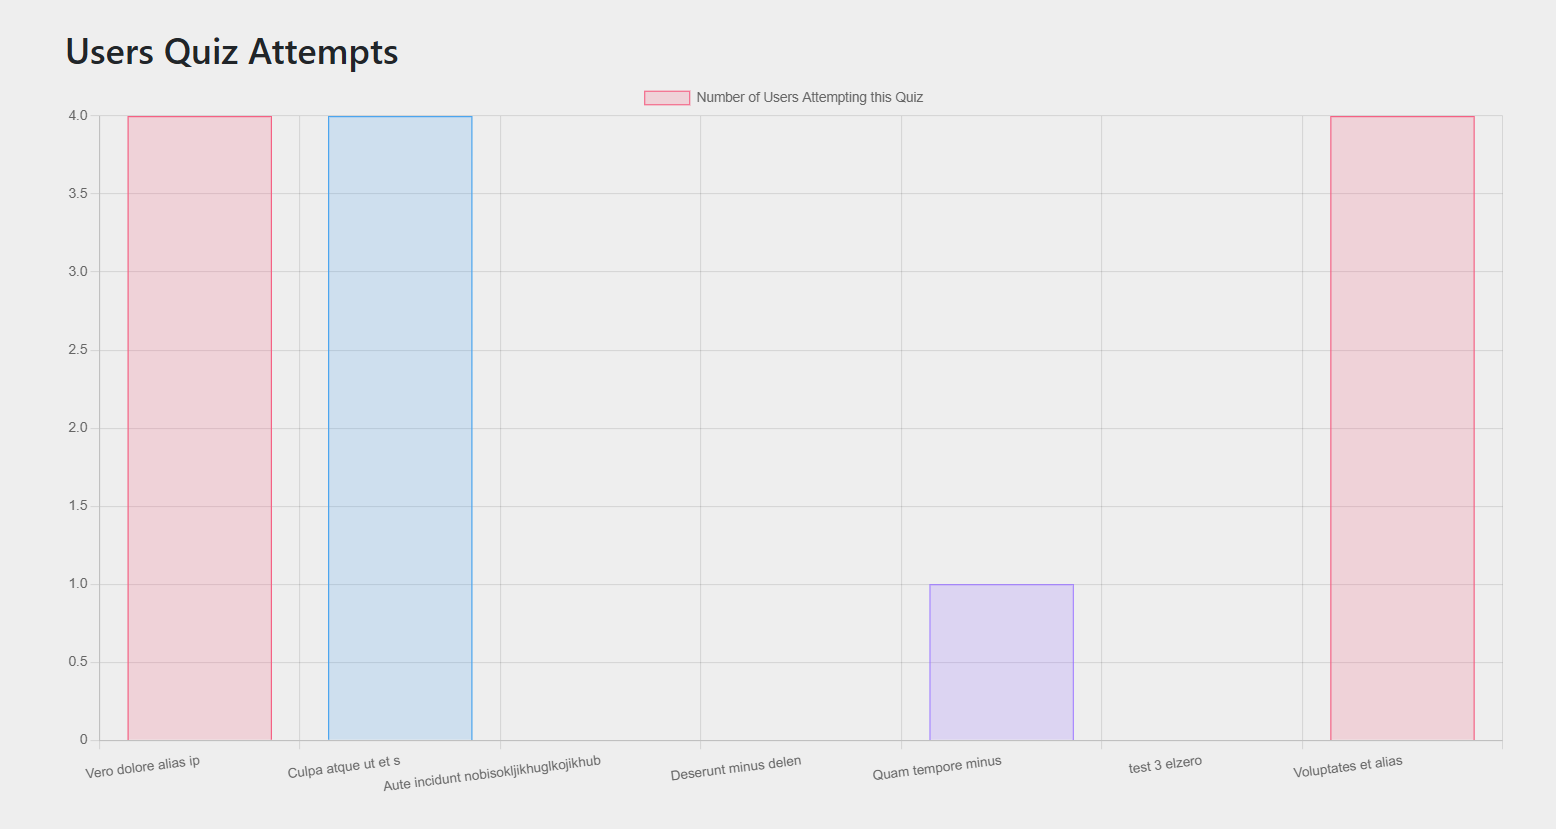 Users Quiz Attempts
Number of Users Attempting this Quiz
4.0
3.5
3.0
2.5
2.0
1.5
1.0
0.5
0
Vero dolore alias ip
Culpa atque ut et s
Aute incidunt nobisokljikhuglkojikhub
Deserunt minus delen
Quam tempore minus
test 3 elzero
Voluptates et alias